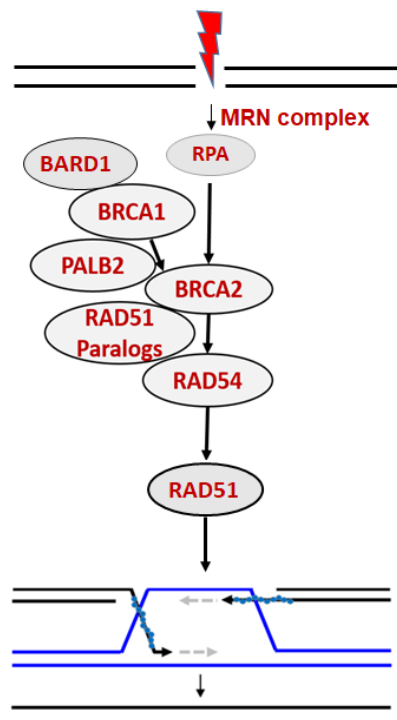 MRN complex
RPA
BARD1
BRCA1
PALB2
BRCA2
RAD51
Paralogs
RAD54
RAD51